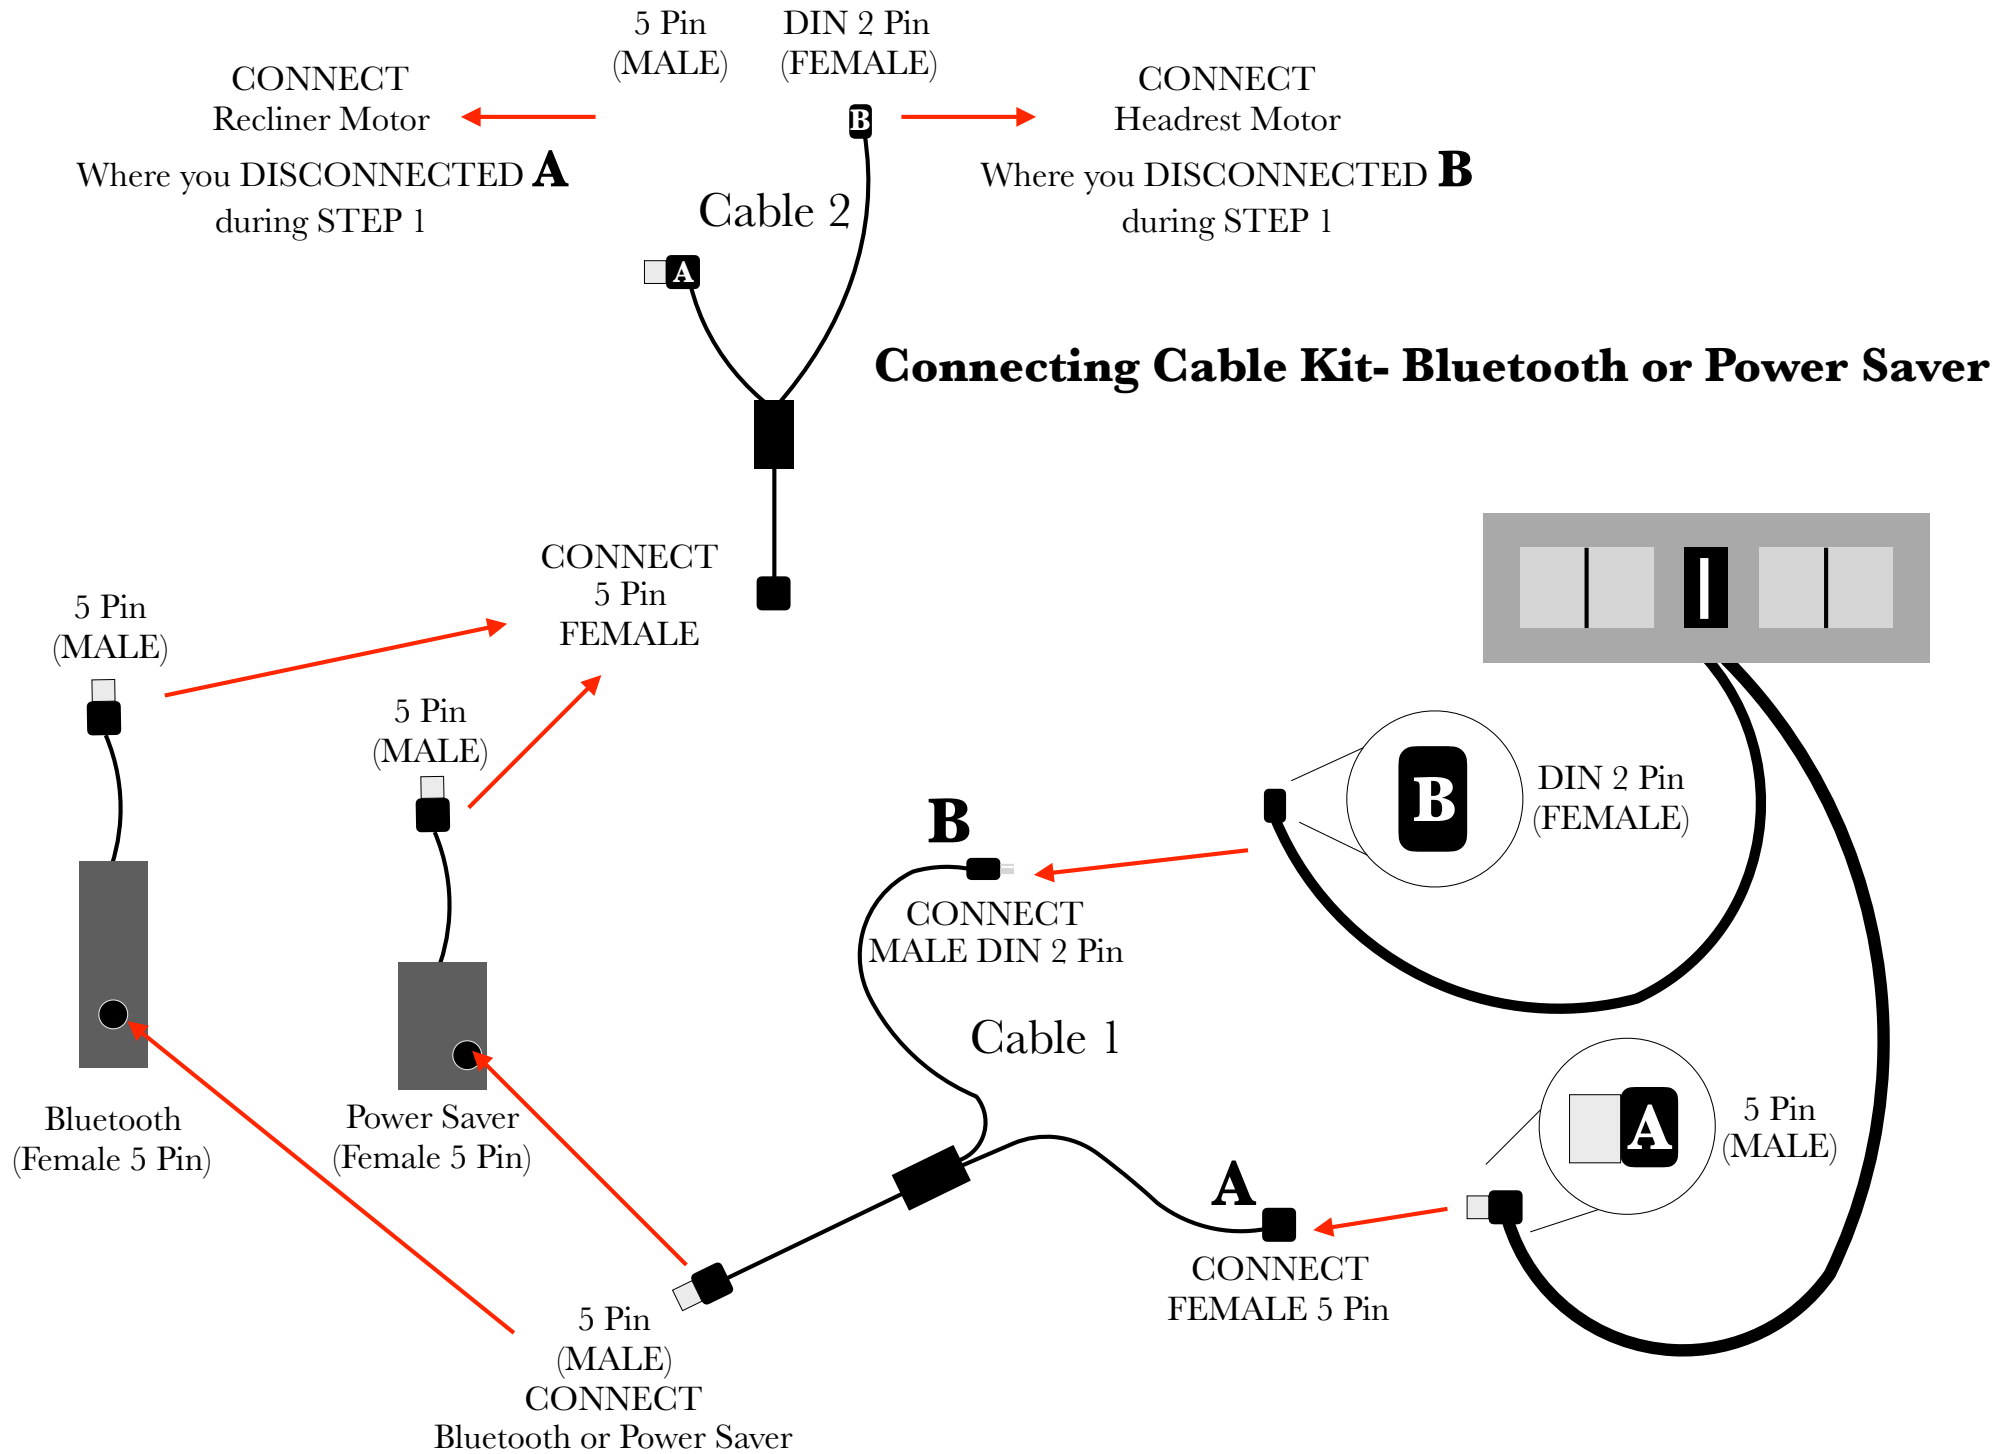 5 Pin
(MALE)
DIN 2 Pin
(FEMALE)
CONNECT
Recliner Motor
Where you DISCONNECTED A
during STEP 1
B
CONNECT
Headrest Motor
Where you DISCONNECTED B
during STEP 1
Cable 2
A
Connecting Cable Kit- Bluetooth or Power Saver
CONNECT
5 Pin
FEMALE
5 Pin
(MALE)
5 Pin
(MALE)
B
DIN 2 Pin
(FEMALE)
B
CONNECT
MALE DIN 2 Pin
Cable 1
Bluetooth
(Female 5 Pin)
Power Saver
(Female 5 Pin)
A
5 Pin
(MALE)
A
CONNECT
FEMALE 5 Pin
5 Pin
(MALE)
CONNECT
Bluetooth or Power Saver